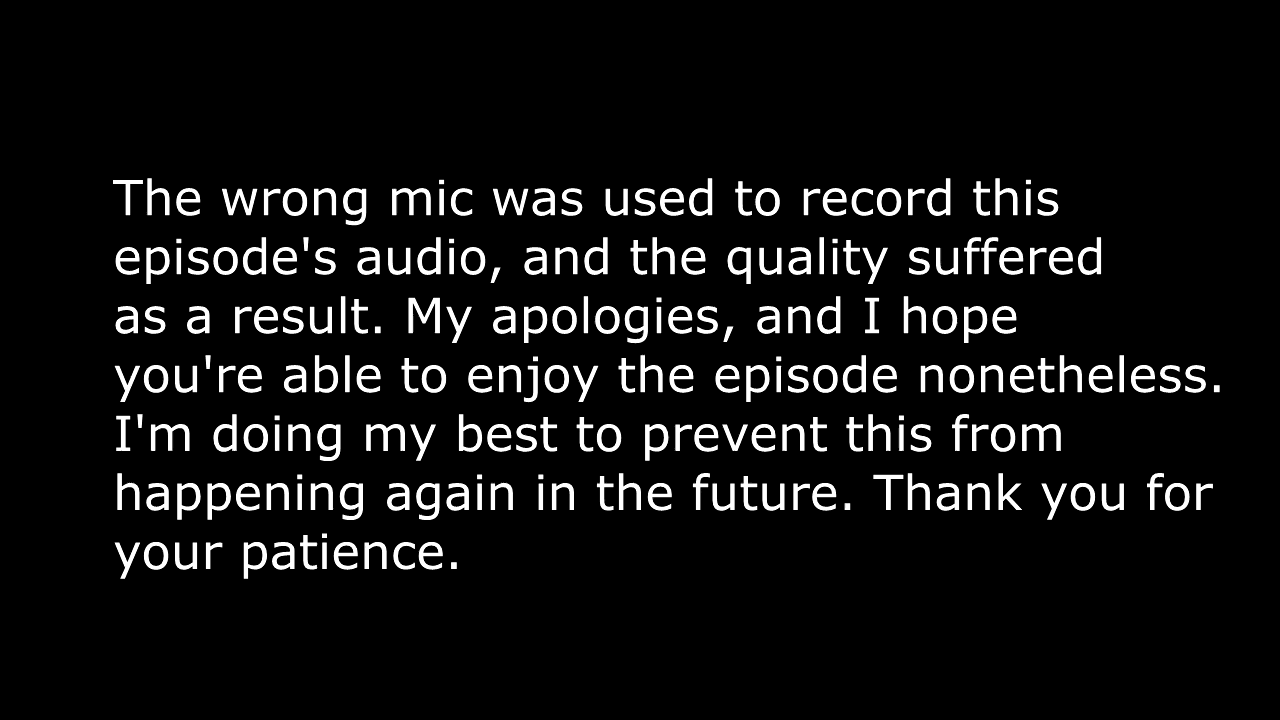 The wrong mic was used to record this
episode's audio, and the quality suffered
as a result. My apologies, and I hope
you're able to enjoy the episode nonetheless.
I'm doing my best to prevent this from
happening again in the future. Thank you for
your patience.